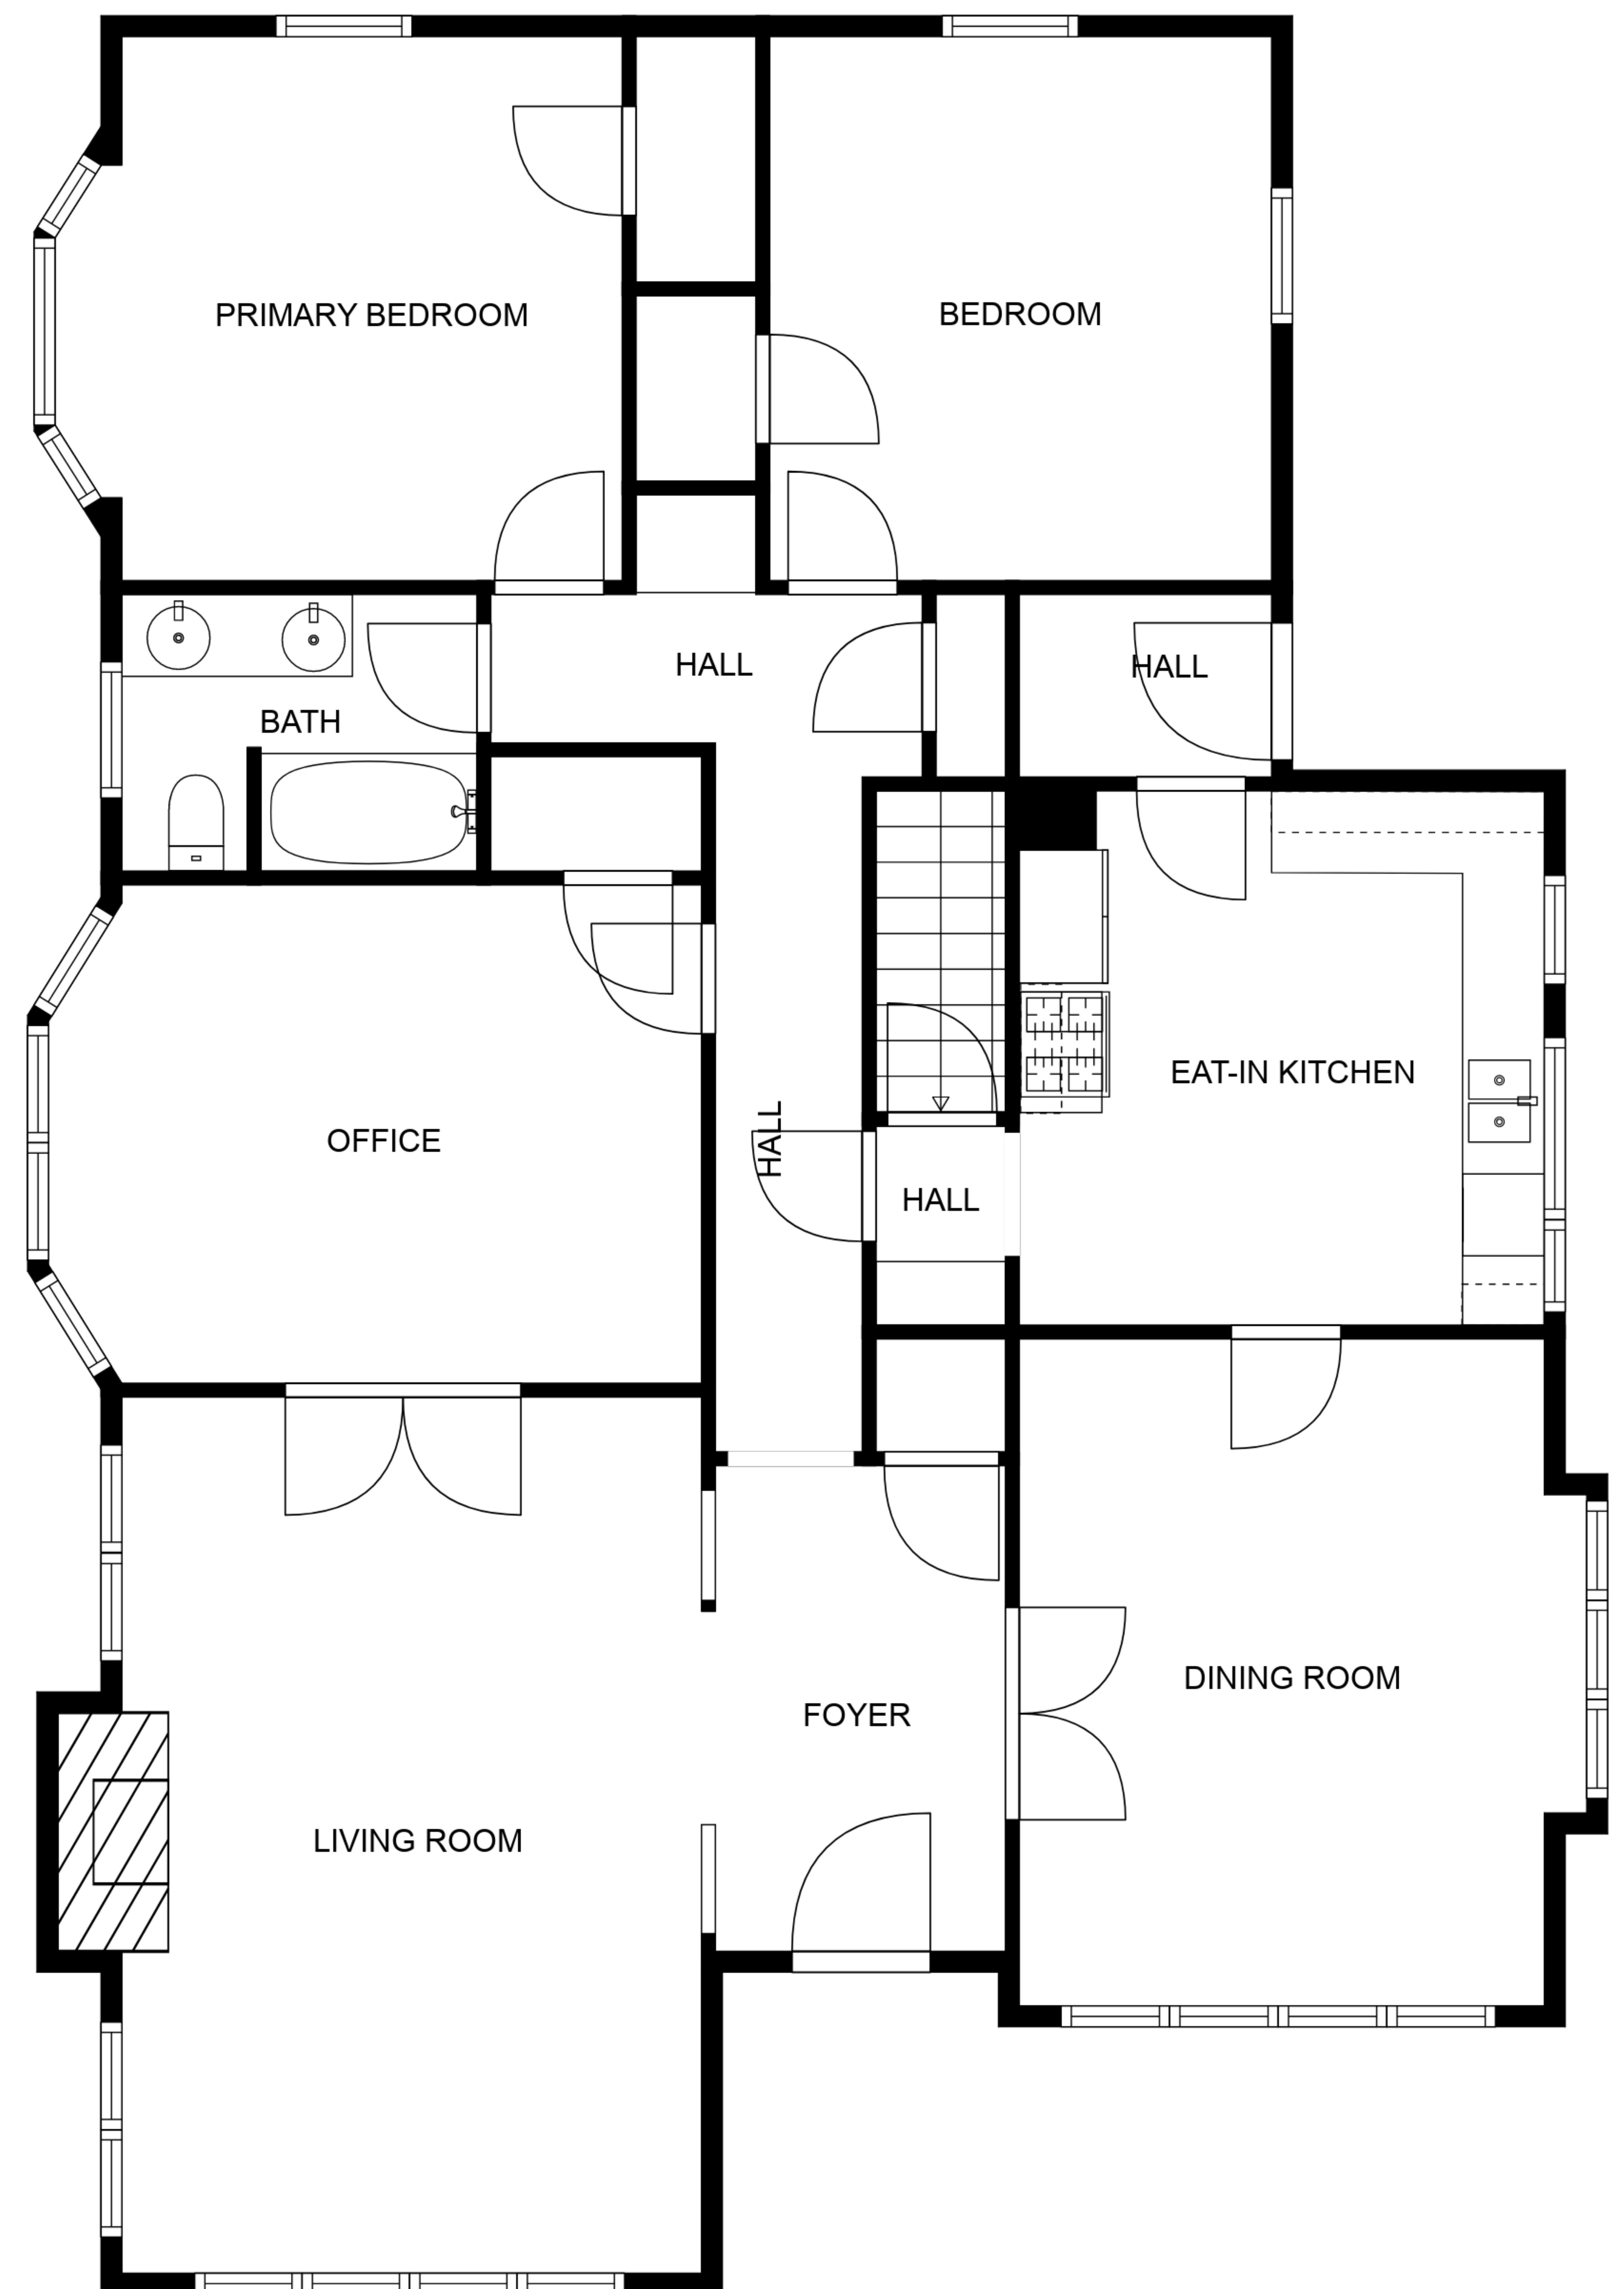 PRIMARY BEDROOM
BEDROOM
HALL
HALL
BATH
EAT-IN KITCHEN
OFFICE
HALL
HALL
DINING ROOM
FOYER
LIVING ROOM